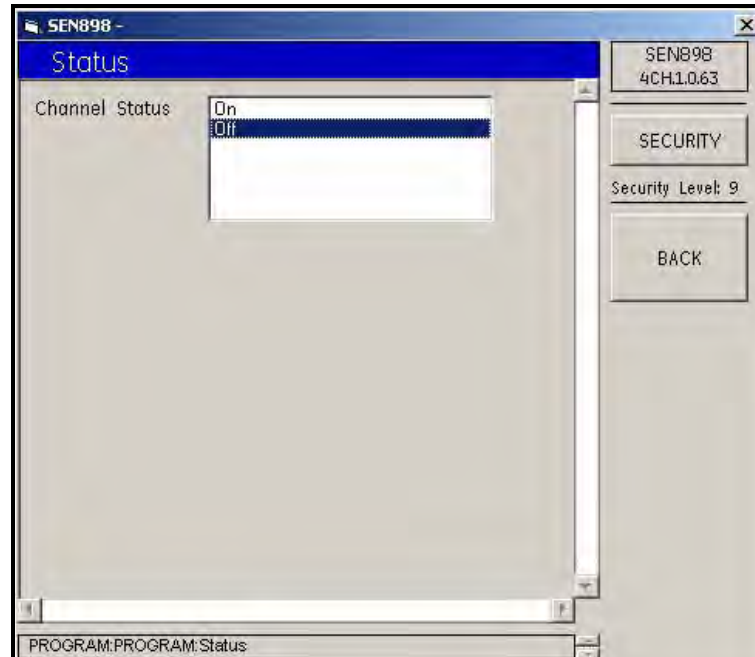 SEN898 -
Status
Channel Status
On
Off
SEN898
4CH.1.0.63
SECURITY
Security Level: 9
BACK
PROGRAM:PROGRAM:Status